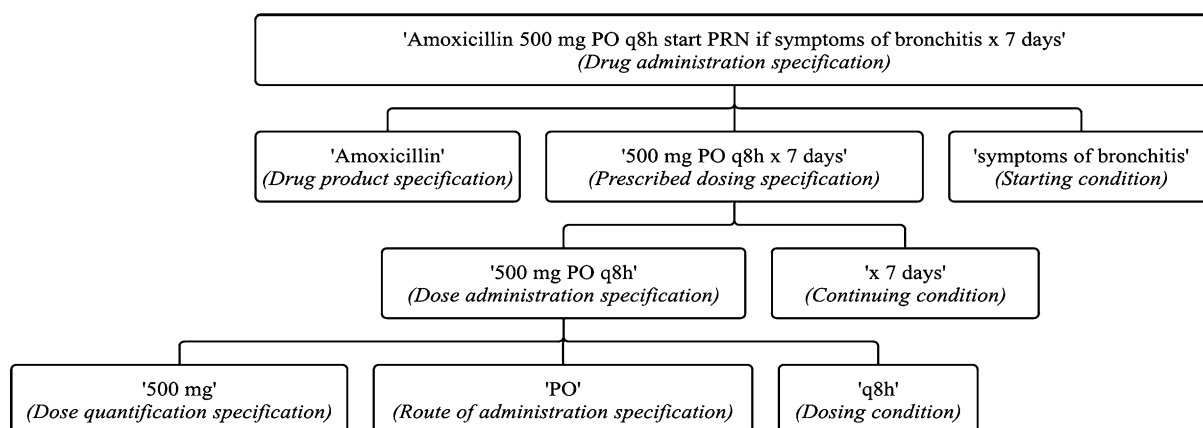 'Amoxicillin 500 mg PO q8h start PRN if symptoms of bronchitis x 7 days'
(Drug administration specification)
'Amoxicillin'
(Drug product specification)
'500 mg PO q8h x 7 days'
(Prescribed dosing specification)
'symptoms of bronchitis'
(Starting condition)
'500 mg PO q8h'
(Dose administration specification)
'x 7 days'
(Continuing condition)
'500 mg'
(Dose quantification specification)
'PO'
(Route of administration specification)
'q8h'
(Dosing condition)